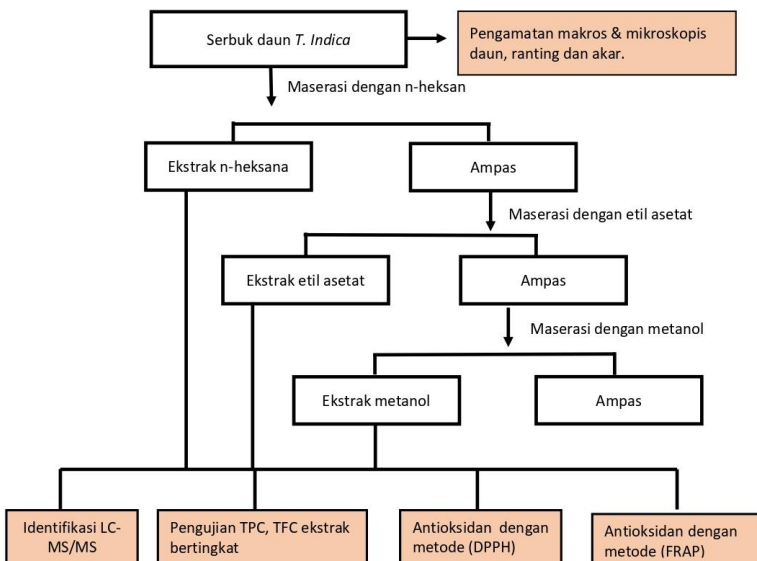 Serbuk daun T. Indica
Pengamatan makros & mikroskopis
daun, ranting dan akar.
Maserasi dengan n-heksan
Ekstrak n-heksana
Ampas
Maserasi dengan etil asetat
Ekstrak etil asetat
Ampas
Maserasi dengan metanol
Ekstrak metanol
Ampas
Identifikasi LC-
MS/MS
Pengujian TPC, TFC ekstrak
bertingkat
Antioksidan dengan
metode (DPPH)
Antioksidan dengan
metode (FRAP)